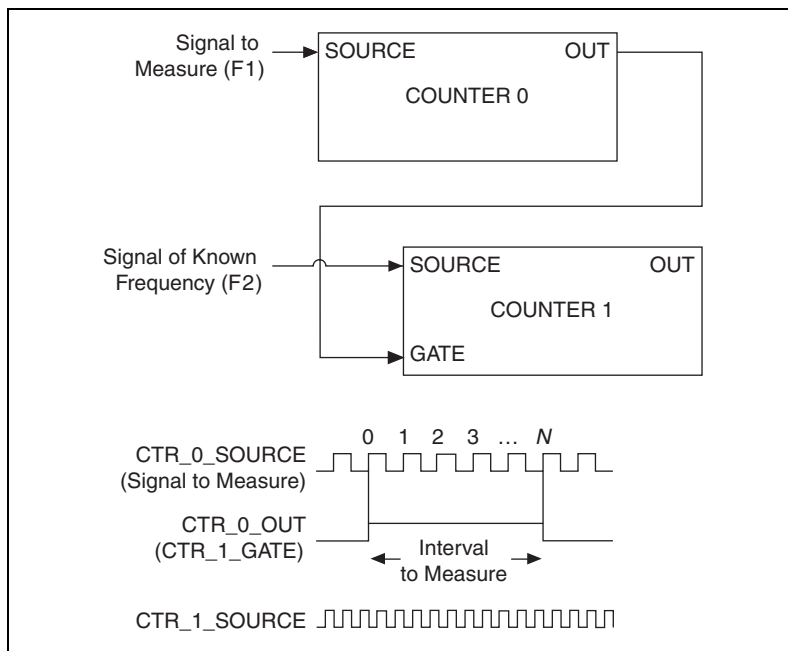 Signal to
Measure (F1)
SOURCE OUT
COUNTER 0
Signal of Known
Frequency (F2)
SOURCE OUT
COUNTER 1
GATE
0 1 2 3 … N
CTR_0_SOURCE
(Signal to Measure)
CTR_0_OUT
(CTR_1_GATE)
Interval
to Measure
CTR_1_SOURCE